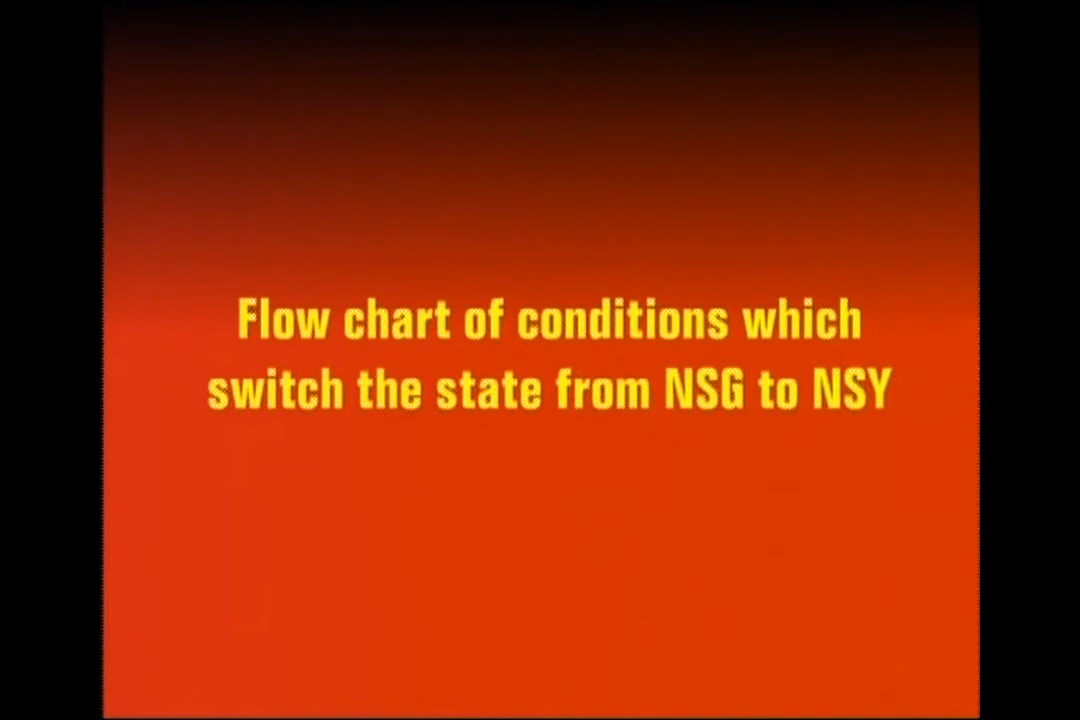 Flow chart of conditions which
switch the state from NSG to NSY